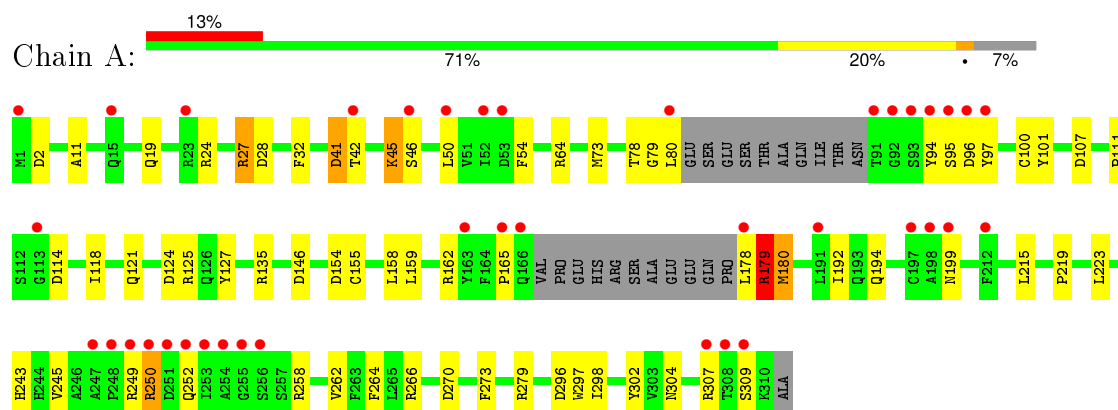 13%
Chain A:
71% 20% • 7%
M1 D2 A11 Q15 Q19 R23 R24 R27 D28 F32 D41 T42 K45 S46 L50 V51 I52 D53 F54 R64 M73 T78 G79 L80 GLU SER GLU SER THR ALA GLN ILE THR ASN T91 G92 S93 Y94 S95 D96 Y97 C100 Y101 D107
S112 G113 D114 I118 Q121 D124 R125 Q126 Y127 R135 D146 D154 C155 L158 L159 R162 Y163 F164 P165 Q166 VAL PRO GLU HIS ARG SER ALA GLU GLU GLN PRO L178 R179 M180 L191 I192 Q193 Q194 C197 A198 N199 F212 L215 P219 L223
H243 H244 V245 A246 A247 P248 R249 R250 D251 Q252 I253 A254 G255 S256 S257 R258 V262 F263 F264 L265 R266 D270 F273 R279 D296 W297 I298 Y302 V303 N304 R307 T308 S309 K310 ALA